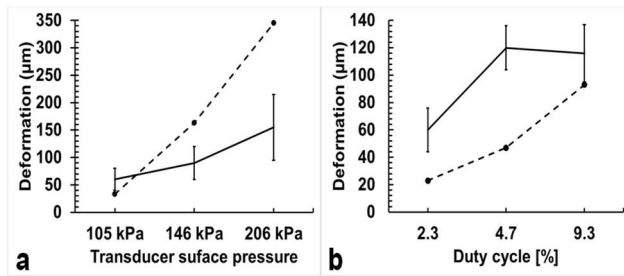 350
300
250
200
150
100
50
0
Deformation (µm)
105 kPa 146 kPa 206 kPa
Transducer suface pressure
a
140
120
100
80
60
40
20
0
Deformation (µm)
2.3 4.7 9.3
Duty cycle [%]
b